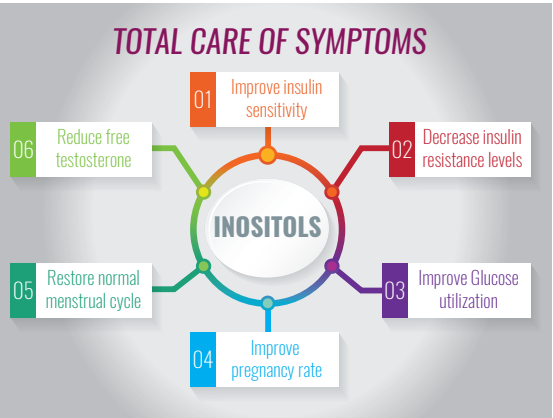 TOTAL CARE OF SYMPTOMS
01
Improve insulin
sensitivity
02
Decrease insulin
resistance levels
03
Improve Glucose
utilization
04
Improve
pregnancy rate
05
Restore normal
menstrual cycle
06
Reduce free
testosterone
INOSITOLS